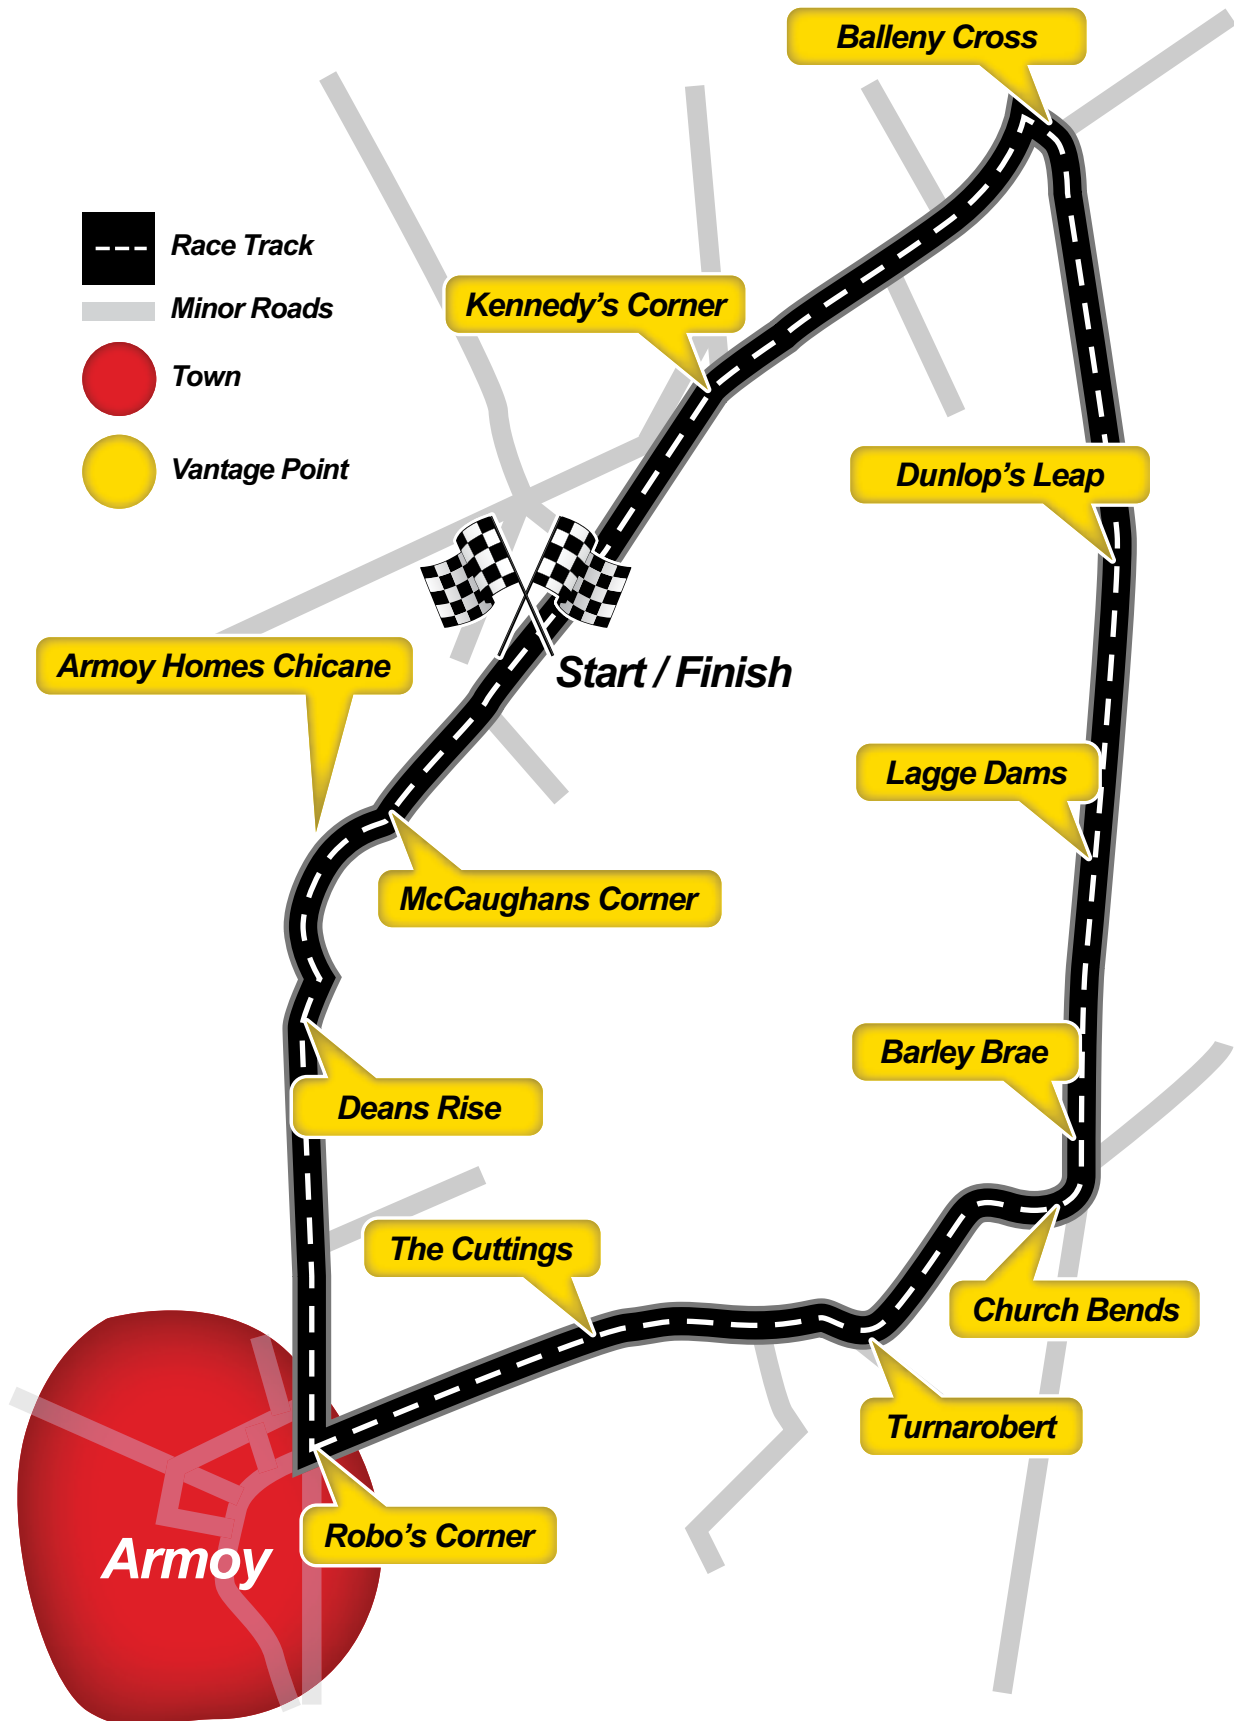 Balleny Cross
Race Track
Minor Roads
Town
Vantage Point
Kennedy’s Corner
Dunlop’s Leap
Armoy Homes Chicane
Start / Finish
Lagge Dams
McCaughans Corner
Barley Brae
Deans Rise
The Cuttings
Church Bends
Turnarobert
Robo’s Corner
Armoy